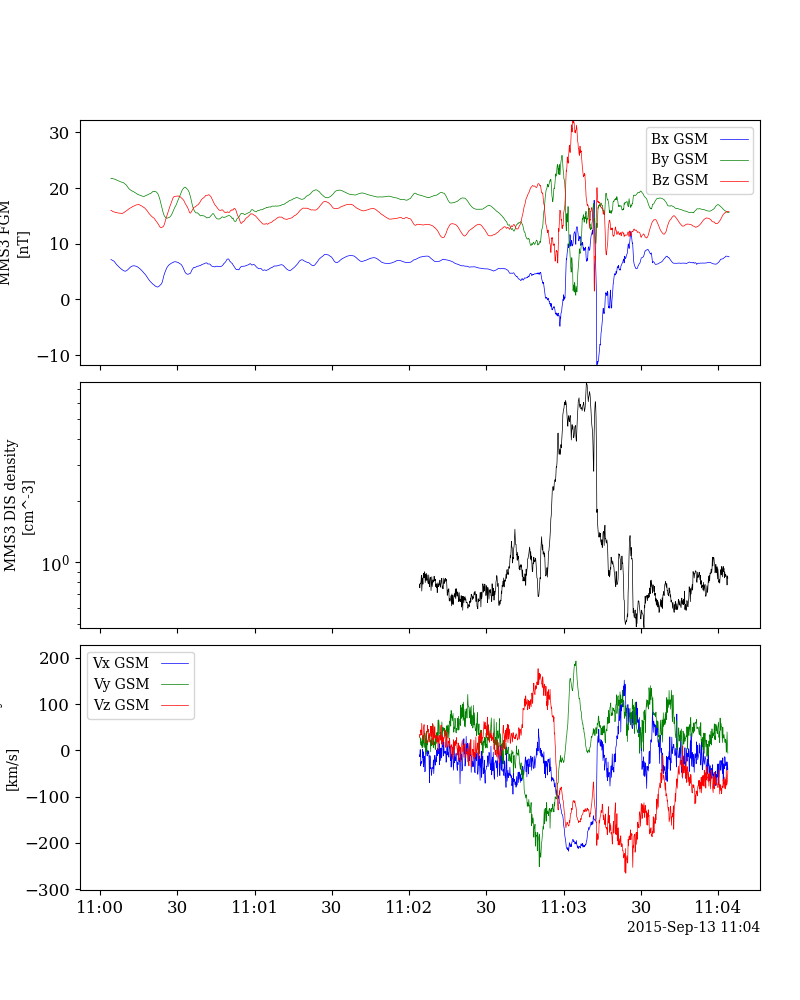 MMS3 FGM
[nT]
30
20
10
0
−10
Bx GSM
By GSM
Bz GSM
MMS3 DIS density
[cm^-3]
10^0
[km/s]
200
100
0
−100
−200
−300
Vx GSM
Vy GSM
Vz GSM
11:00 30 11:01 30 11:02 30 11:03 30 11:04
2015-Sep-13 11:04